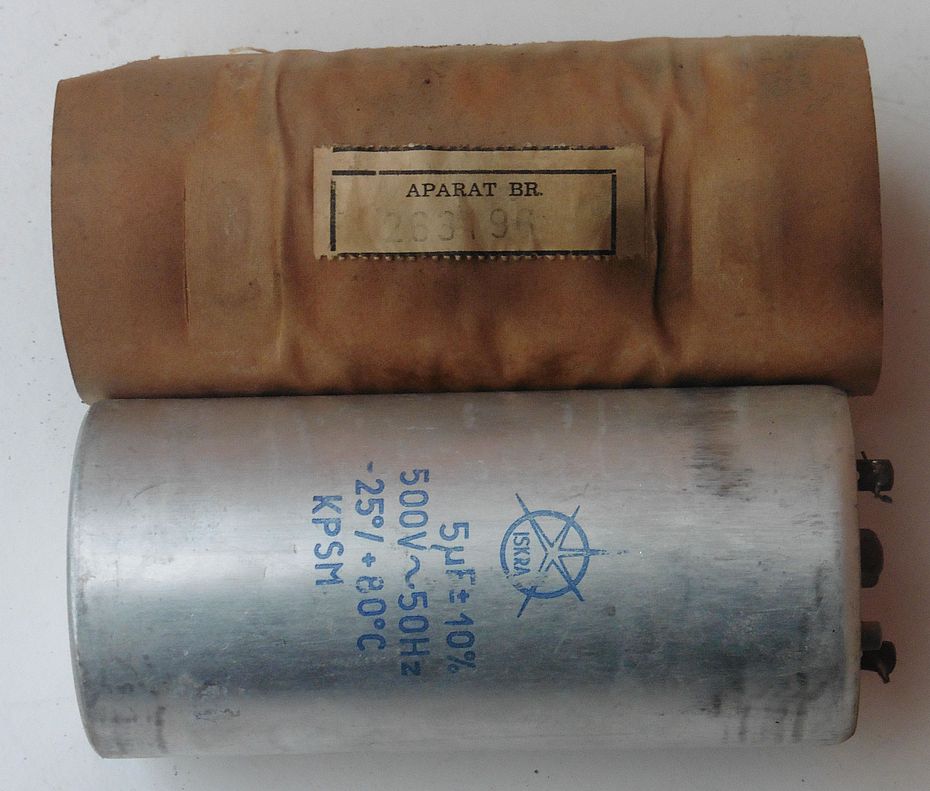 APARAT BR.
ISKRA
5µF ± 10%
500V ~ 50Hz
-25°/+80°C
KPSM